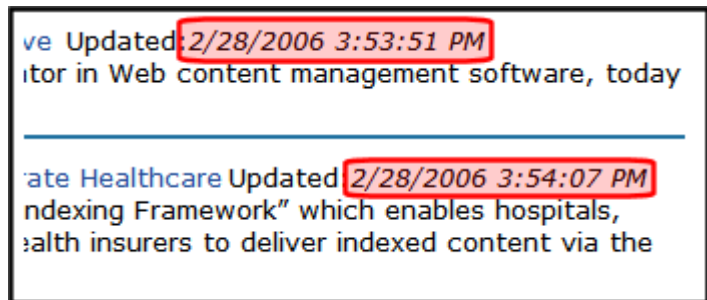 ve Updated:2/28/2006 3:53:51 PM
tor in Web content management software, today
ate Healthcare Updated:2/28/2006 3:54:07 PM
ndexing Framework” which enables hospitals,
ealth insurers to deliver indexed content via the